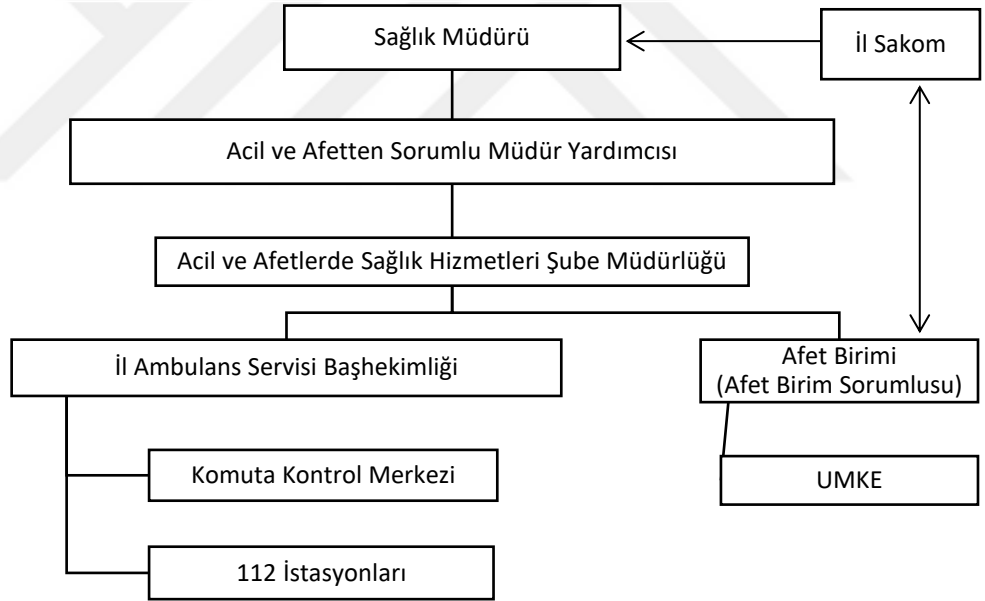 Sağlık Müdürü
İl Sakom
Acil ve Afetten Sorumlu Müdür Yardımcısı
Acil ve Afetlerde Sağlık Hizmetleri Şube Müdürlüğü
İl Ambulans Servisi Başhekimliği
Afet Birimi
(Afet Birim Sorumlusu)
Komuta Kontrol Merkezi
UMKE
112 İstasyonları